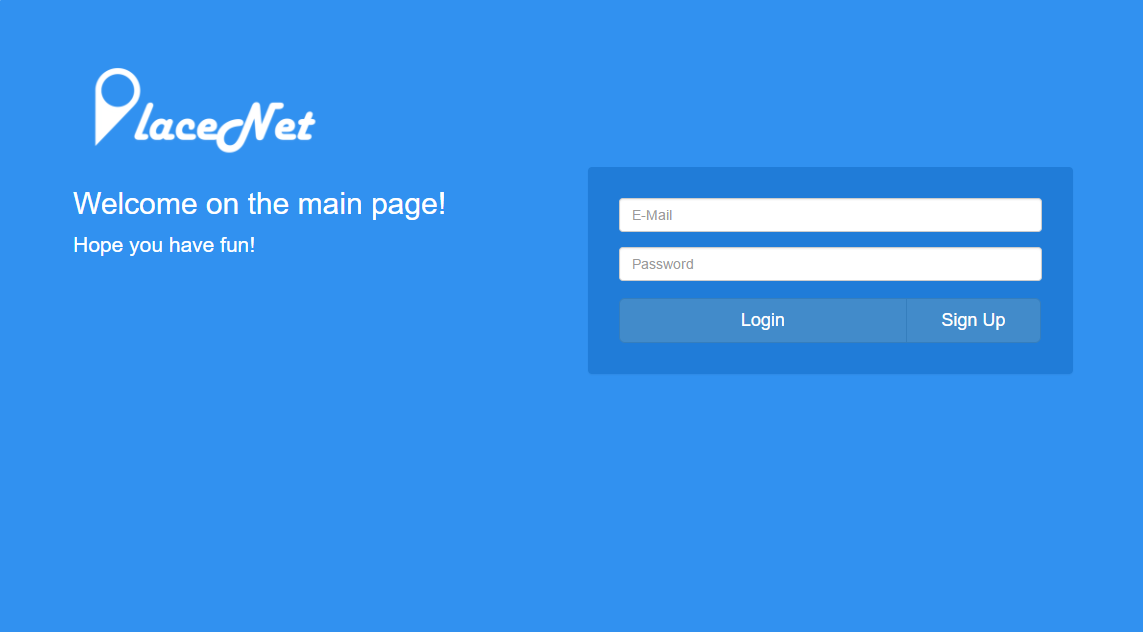 PlaceNet
Welcome on the main page!
Hope you have fun!
E-Mail
Password
Login
Sign Up